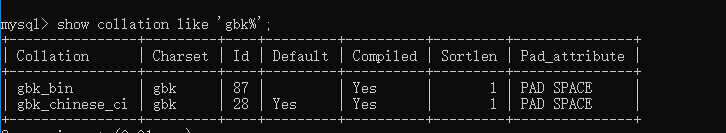 mysql> show collation like 'gbk%';
| Collation | Charset | Id | Default | Compiled | Sortlen | Pad_attribute |
| gbk_bin | gbk | 87 | | Yes | 1 | PAD SPACE |
| gbk_chinese_ci | gbk | 28 | Yes | Yes | 1 | PAD SPACE |